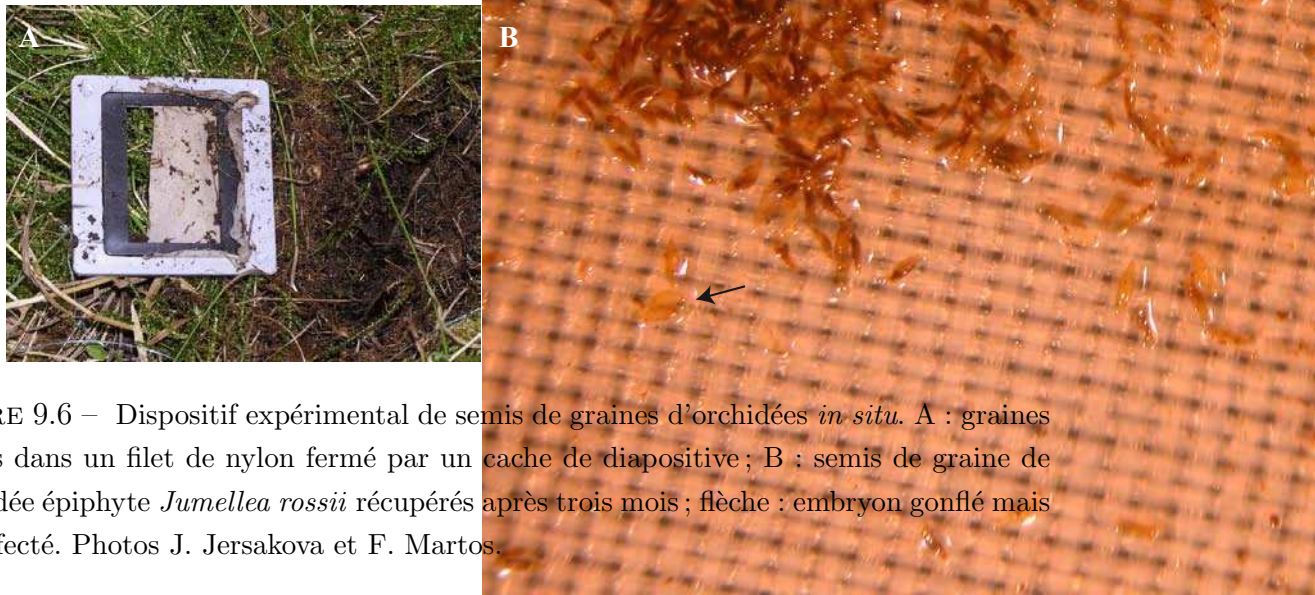 A
B
RE 9.6 – Dispositif expérimental de semis de graines d'orchidées in situ. A : graines
s dans un filet de nylon fermé par un cache de diapositive ; B : semis de graine de
dée épiphyte Jumellea rossii récupérés après trois mois ; flèche : embryon gonflé mais
fecté. Photos J. Jersakova et F. Martos.